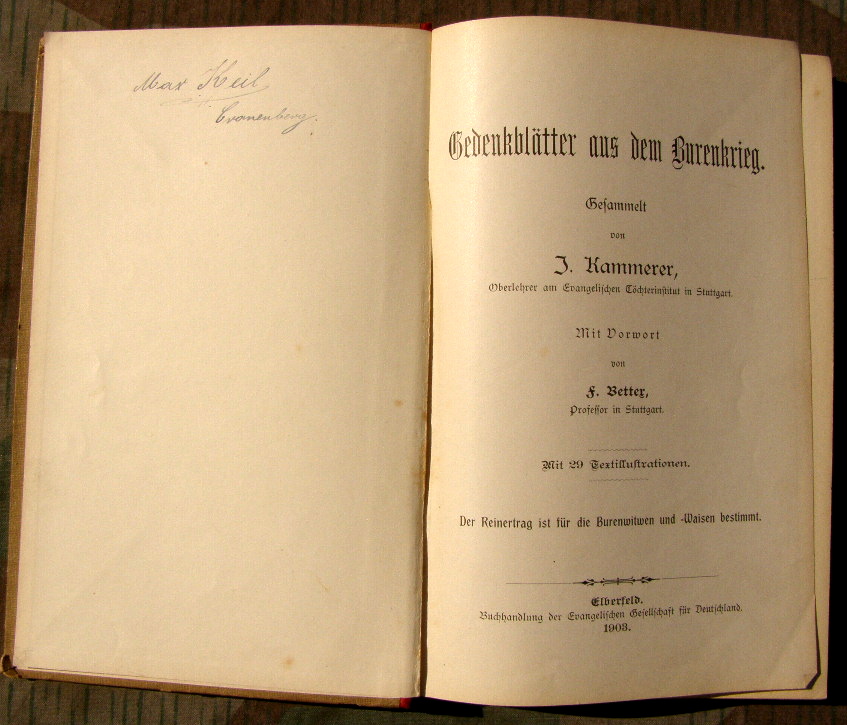 Max Keil
Cronenberg.
Gedenkblätter aus dem Burenkrieg.
Gesammelt
von
J. Kammerer,
Oberlehrer am Evangelischen Töchterinstitut in Stuttgart.
Mit Vorwort
von
F. Bettex,
Professor in Stuttgart.
Mit 29 Textillustrationen.
Der Reinertrag ist für die Burenwitwen und -Waisen bestimmt.
Elberfeld.
Buchhandlung der Evangelischen Gesellschaft für Deutschland.
1903.